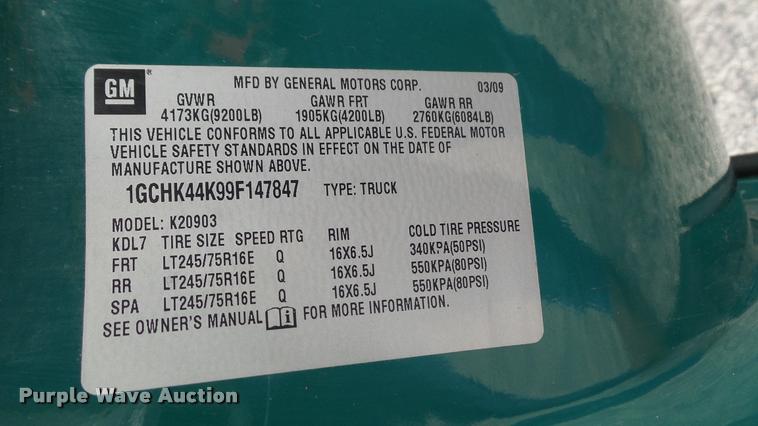 GM
MFD BY GENERAL MOTORS CORP. 03/09
GVWR GAWR FRT GAWR RR
4173KG(9200LB) 1905KG(4200LB) 2760KG(6084LB)
THIS VEHICLE CONFORMS TO ALL APPLICABLE U.S. FEDERAL MOTOR
VEHICLE SAFETY STANDARDS IN EFFECT ON THE DATE OF
MANUFACTURE SHOWN ABOVE.
1GCHK44K99F147847 TYPE: TRUCK
MODEL: K20903
KDL7 TIRE SIZE SPEED RTG RIM COLD TIRE PRESSURE
FRT LT245/75R16E Q 16X6.5J 340KPA(50PSI)
RR LT245/75R16E Q 16X6.5J 550KPA(80PSI)
SPA LT245/75R16E Q 16X6.5J 550KPA(80PSI)
SEE OWNER'S MANUAL i FOR MORE INFORMATION.
Purple Wave Auction